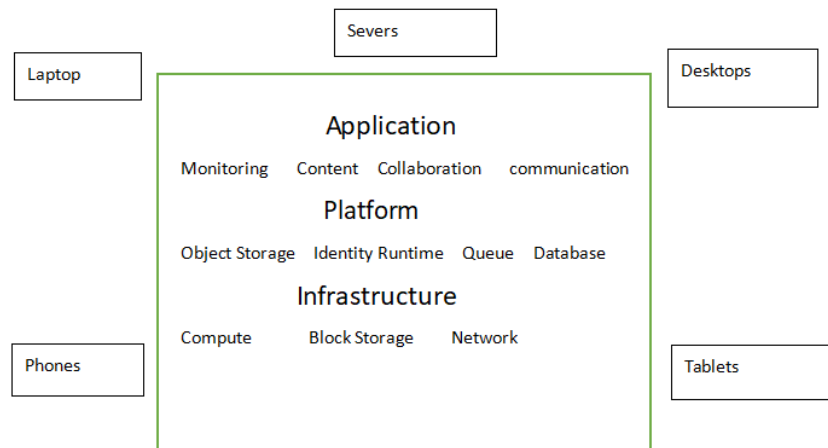 Severs
Laptop
Desktops
Application
Monitoring Content Collaboration communication
Platform
Object Storage Identity Runtime Queue Database
Infrastructure
Compute Block Storage Network
Phones
Tablets